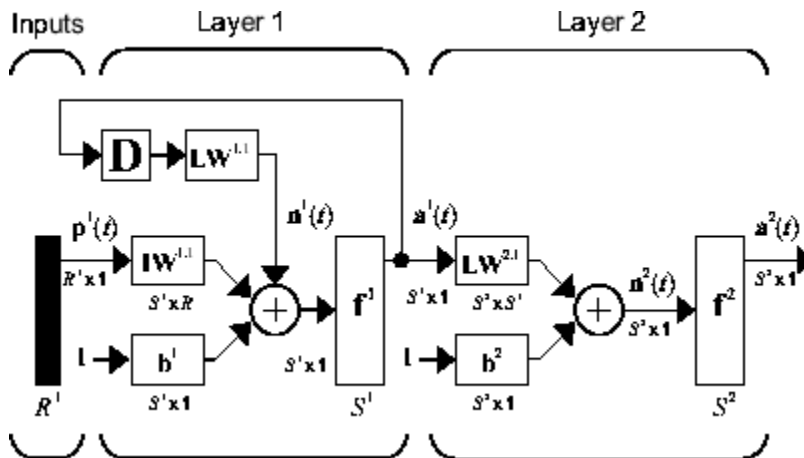 Inputs Layer 1 Layer 2
D LW¹·¹
n¹(t) a¹(t)
p¹(t) a²(t)
IW¹·¹ f¹ LW²·¹ n²(t) f²
R¹ x 1 S¹ x 1 S² x 1
S¹ x R S² x S¹
+ +
S² x 1
1 b¹ 1 b²
S¹ x 1
S¹ x 1 S² x 1
R¹ S¹ S²